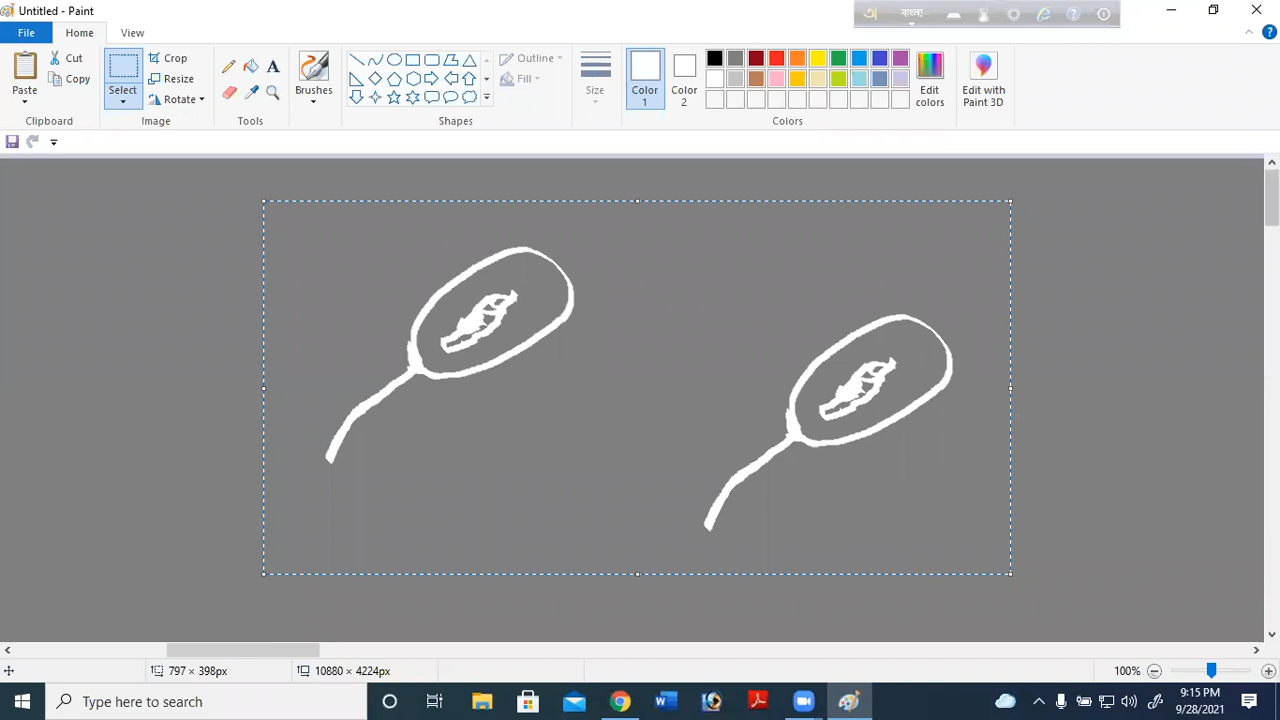 Untitled - Paint
বাংলা
File Home View
Cut
Copy
Paste
Clipboard
Select
Crop
Resize
Rotate
Image
A
Tools
Brushes
Outline
Fill
Shapes
Size
Color 1
Color 2
Edit colors
Colors
Edit with Paint 3D
797 × 398px
10880 × 4224px
100%
Type here to search
9:15 PM
9/28/2021